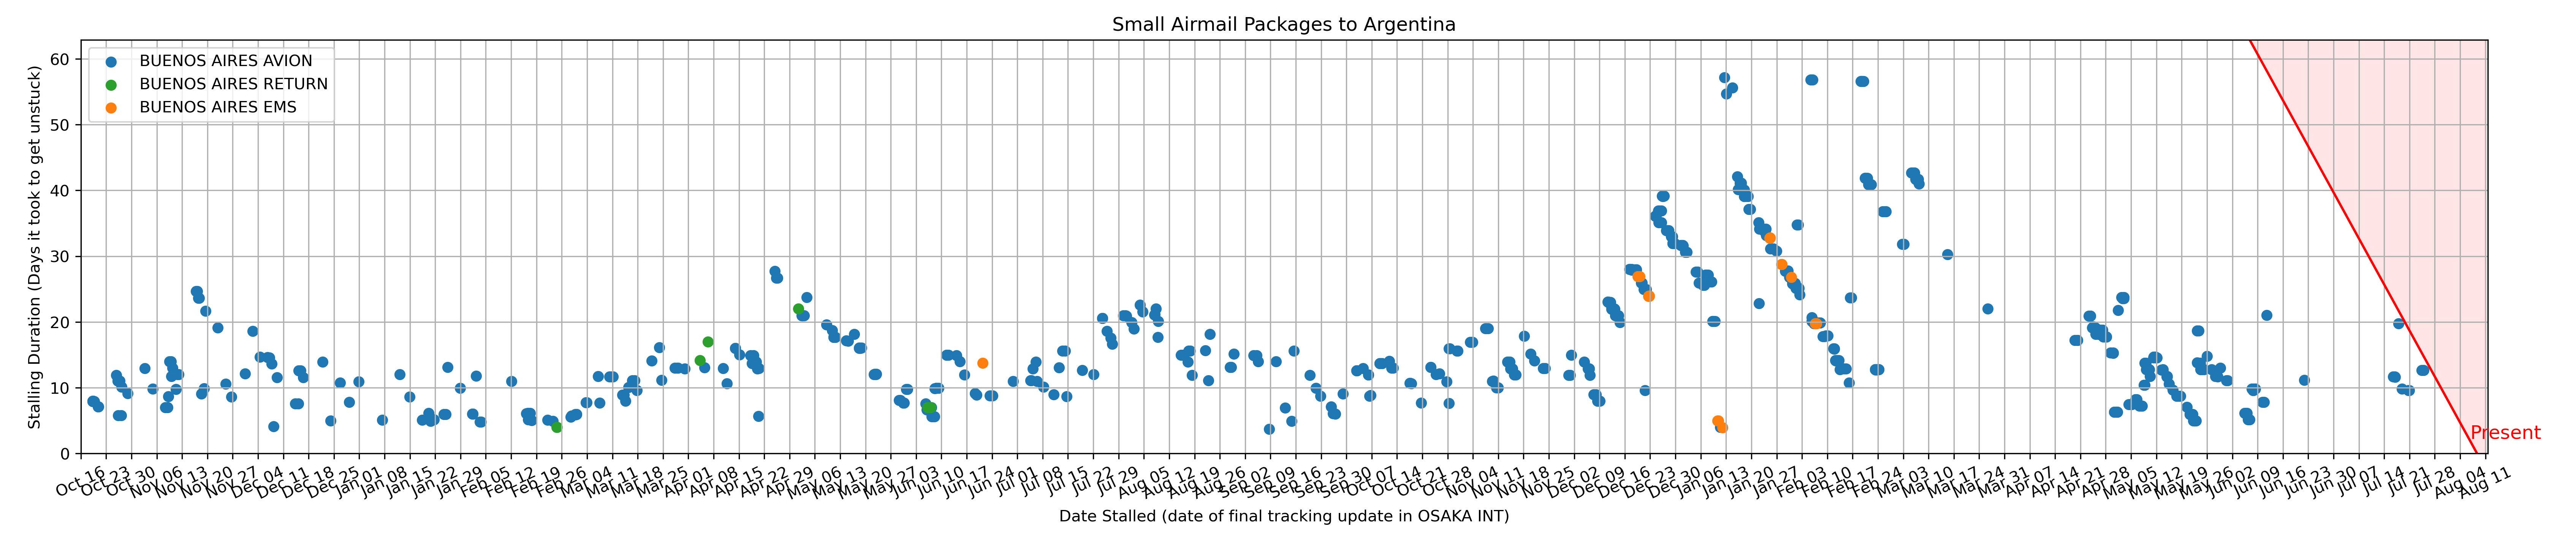 Small Airmail Packages to Argentina
BUENOS AIRES AVION
BUENOS AIRES RETURN
BUENOS AIRES EMS
Stalling Duration (Days it took to get unstuck)
60
50
40
30
20
10
0
Present
Oct 16
Oct 23
Oct 30
Nov 06
Nov 13
Nov 20
Nov 27
Dec 04
Dec 11
Dec 18
Dec 25
Jan 01
Jan 08
Jan 15
Jan 22
Jan 29
Feb 05
Feb 12
Feb 19
Feb 26
Mar 04
Mar 11
Mar 18
Mar 25
Apr 01
Apr 08
Apr 15
Apr 22
Apr 29
May 06
May 13
May 20
May 27
Jun 03
Jun 10
Jun 17
Jun 24
Jul 01
Jul 08
Jul 15
Jul 22
Jul 29
Aug 05
Aug 12
Aug 19
Aug 26
Sep 02
Sep 09
Sep 16
Sep 23
Sep 30
Oct 07
Oct 14
Oct 21
Oct 28
Nov 04
Nov 11
Nov 18
Nov 25
Dec 02
Dec 09
Dec 16
Dec 23
Dec 30
Jan 06
Jan 13
Jan 20
Jan 27
Feb 03
Feb 10
Feb 17
Feb 24
Mar 03
Mar 10
Mar 17
Mar 24
Mar 31
Apr 07
Apr 14
Apr 21
Apr 28
May 05
May 12
May 19
May 26
Jun 02
Jun 09
Jun 16
Jun 23
Jun 30
Jul 07
Jul 14
Jul 21
Jul 28
Aug 04
Aug 11
Date Stalled (date of final tracking update in OSAKA INT)